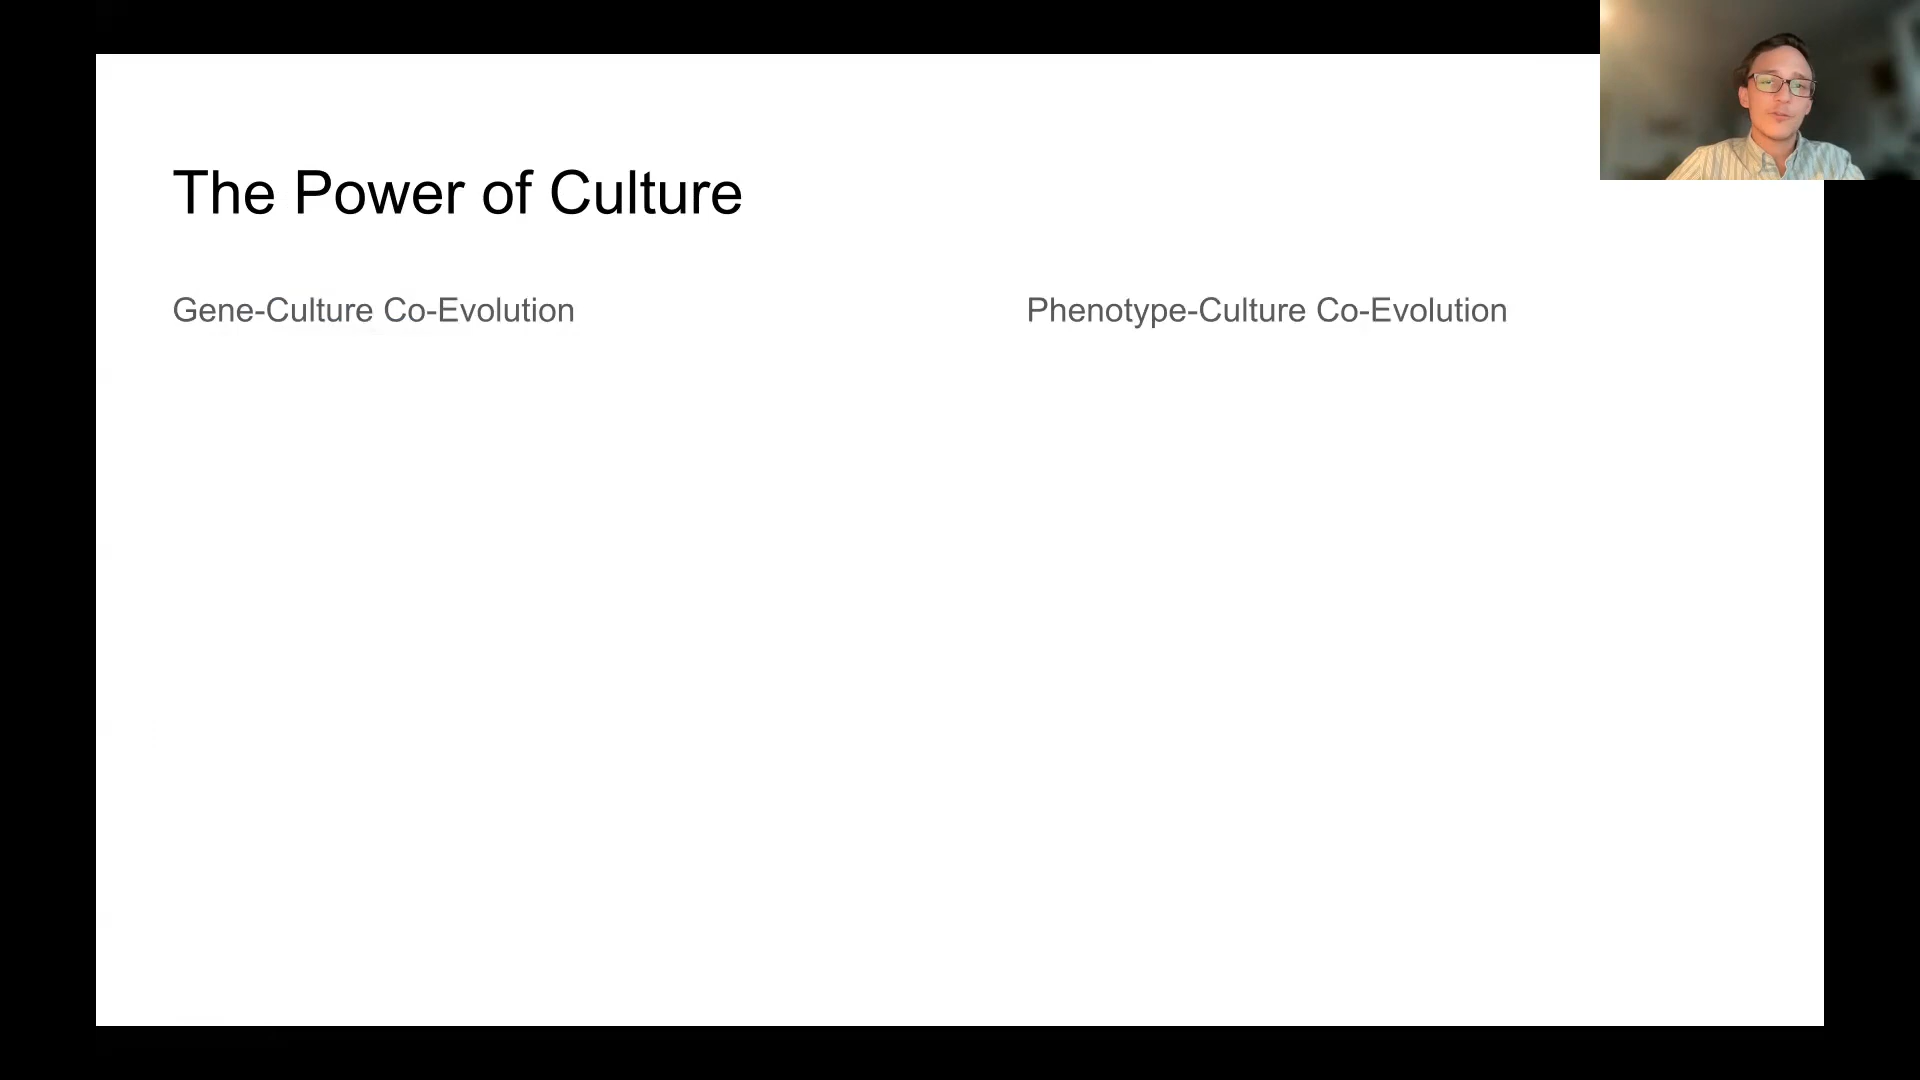 The Power of Culture
Gene-Culture Co-Evolution
Phenotype-Culture Co-Evolution